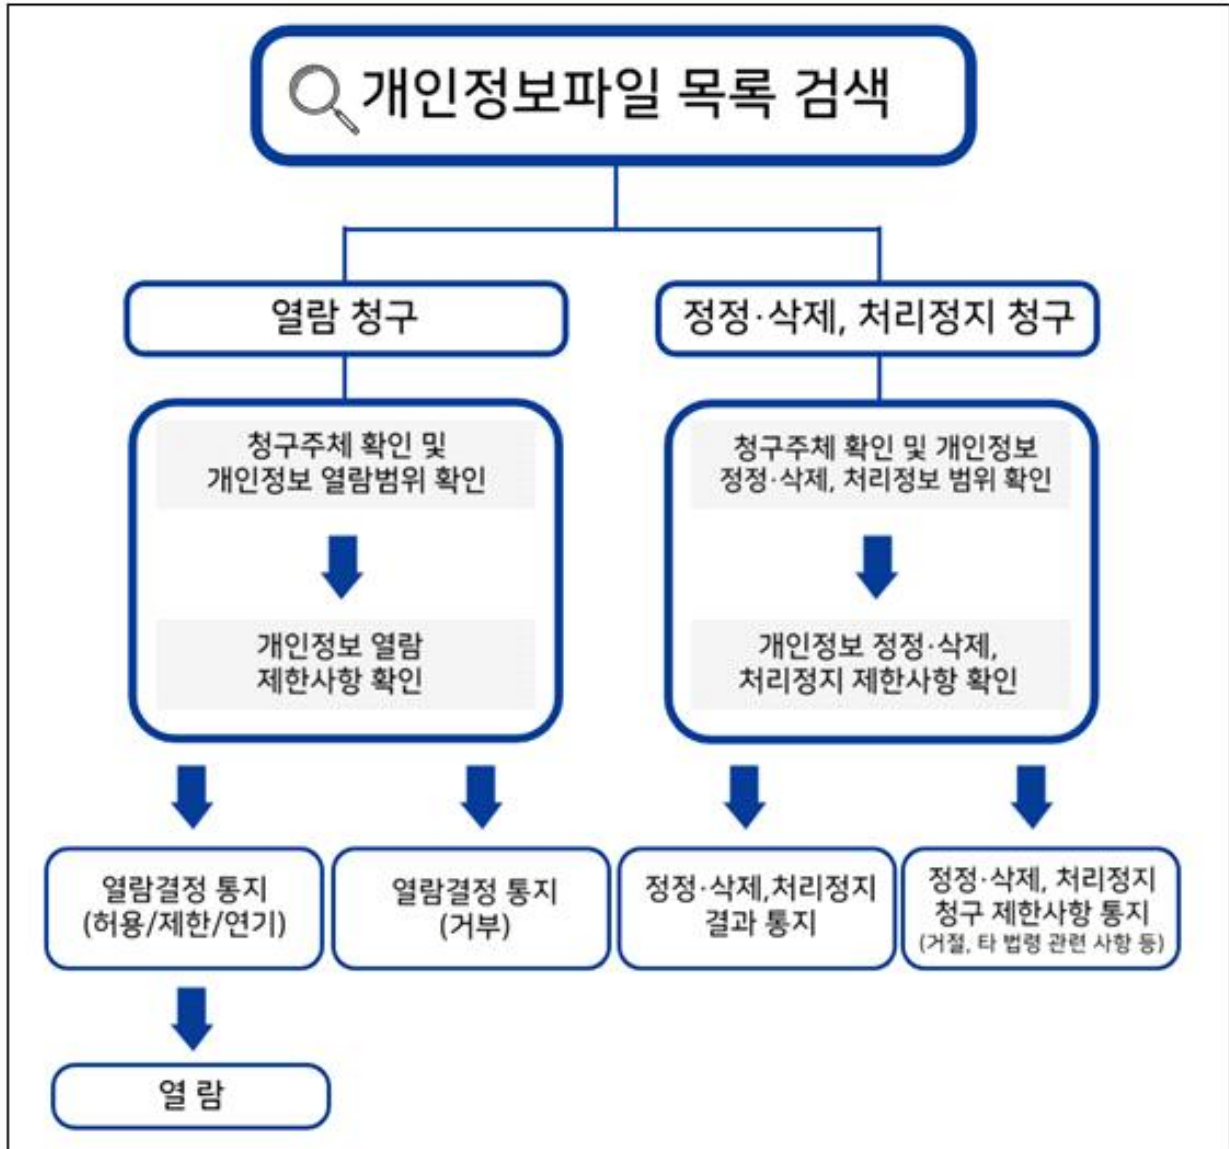 개인정보파일 목록 검색
열람 청구
정정·삭제, 처리정지 청구
청구주체 확인 및
개인정보 열람범위 확인
개인정보 열람
제한사항 확인
청구주체 확인 및 개인정보
정정·삭제, 처리정보 범위 확인
개인정보 정정·삭제,
처리정지 제한사항 확인
열람결정 통지
(허용/제한/연기)
열람결정 통지
(거부)
정정·삭제,처리정지
결과 통지
정정·삭제, 처리정지
청구 제한사항 통지
(거절, 타 법령 관련 사항 등)
열 람